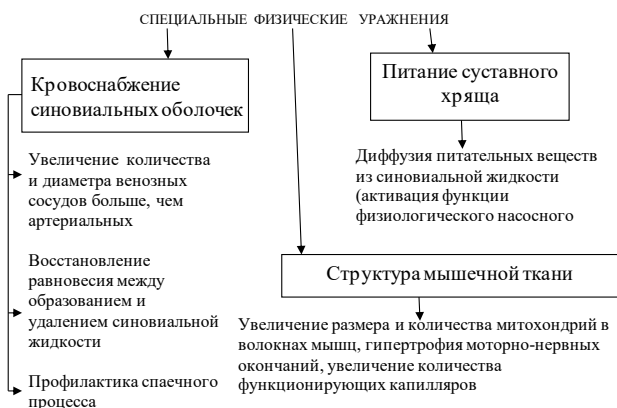 СПЕЦИАЛЬНЫЕ ФИЗИЧЕСКИЕ УРАЖНЕНИЯ
Кровоснабжение
синовиальных оболочек
Увеличение количества
и диаметра венозных
сосудов больше, чем
артериальных
Восстановление
равновесия между
образованием и
удалением синовиальной
жидкости
Профилактика спаечного
процесса
Питание суставного
хряща
Диффузия питательных веществ
из синовиальной жидкости
(активация функции
физиологического насосного
Структура мышечной ткани
Увеличение размера и количества митохондрий в
волокнах мышц, гипертрофия моторно-нервных
окончаний, увеличение количества
функционирующих капилляров